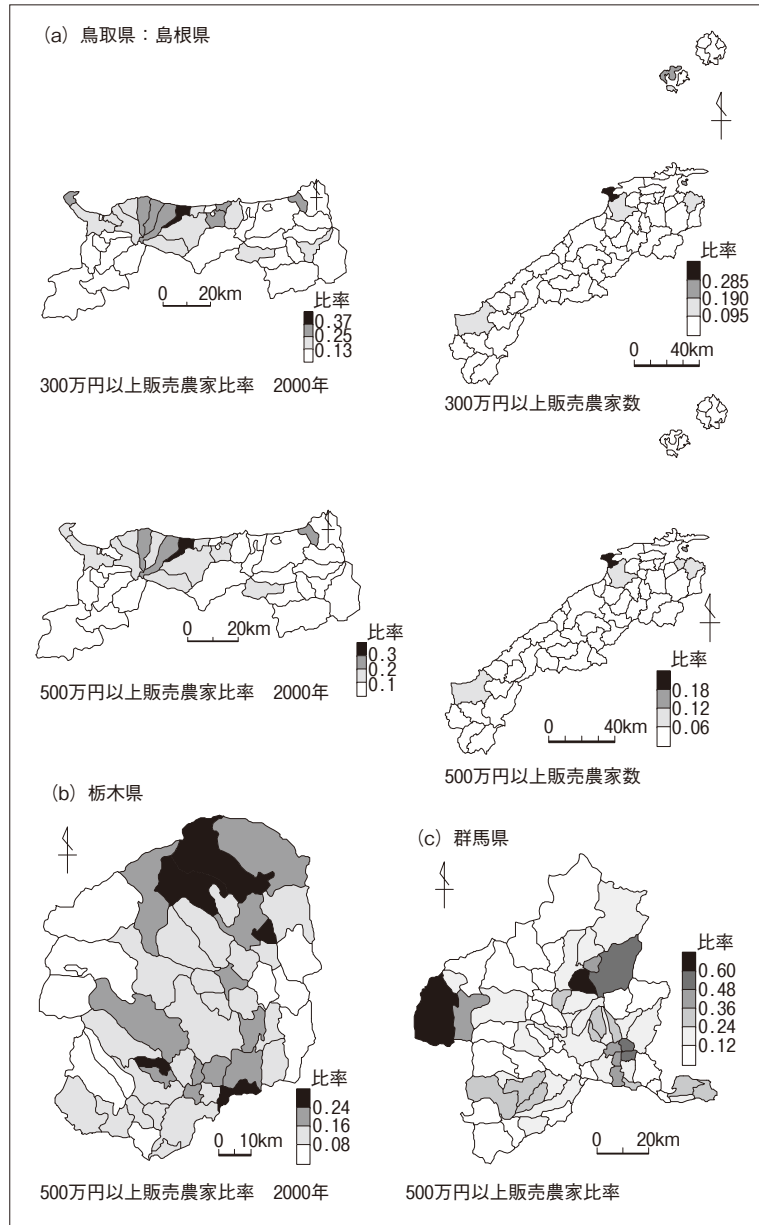 (a) 鳥取県：島根県
0 20km
比率
0.37
0.25
0.13
300万円以上販売農家比率 2000年
比率
0.285
0.190
0.095
0 40km
300万円以上販売農家数
0 20km
比率
0.3
0.2
0.1
500万円以上販売農家比率 2000年
比率
0.18
0.12
0.06
0 40km
500万円以上販売農家数
(b) 栃木県
比率
0.24
0.16
0.08
0 10km
500万円以上販売農家比率 2000年
(c) 群馬県
比率
0.60
0.48
0.36
0.24
0.12
0 20km
500万円以上販売農家比率